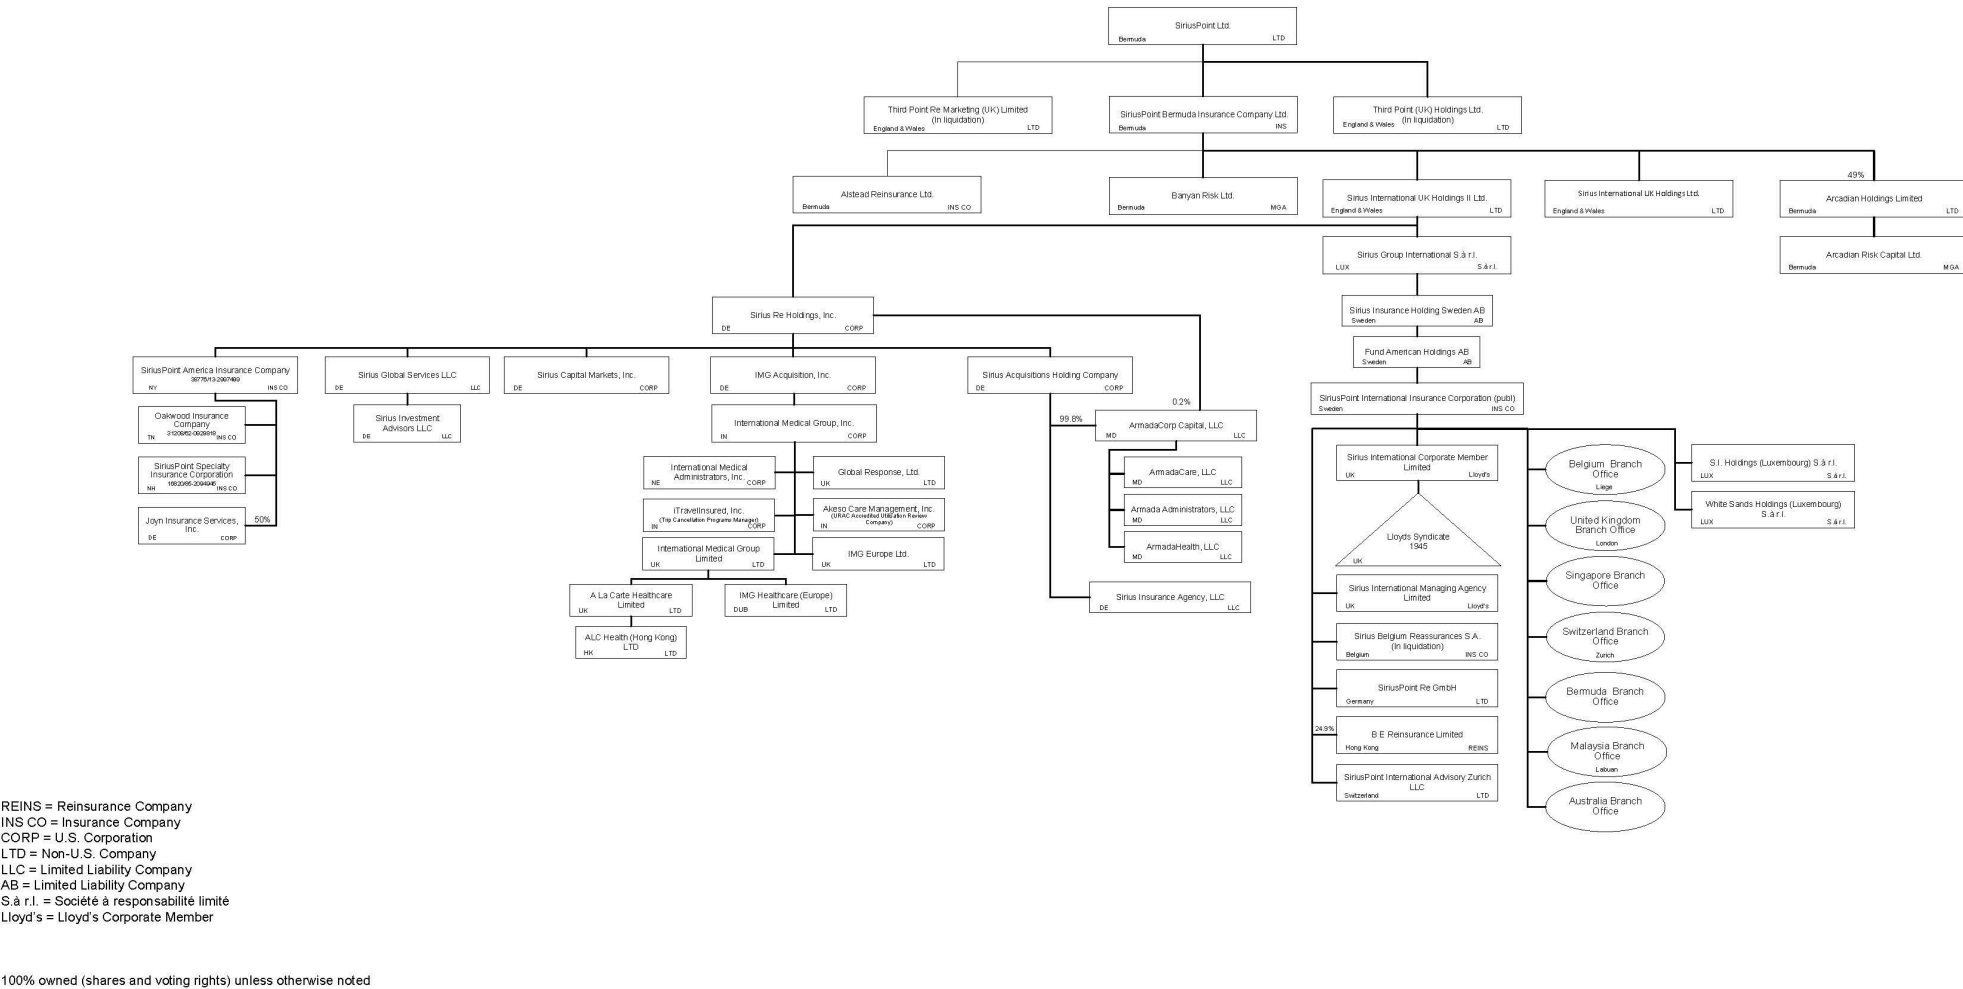 SiriusPoint Ltd.
Bermuda LTD
Third Point Re Marketing (UK) Limited
(In liquidation)
England & Wales LTD
SiriusPoint Bermuda Insurance Company Ltd.
Bermuda INS
Third Point (UK) Holdings Ltd.
(In liquidation)
England & Wales LTD
Alstead Reinsurance Ltd.
Bermuda INS CO
Banyan Risk Ltd.
Bermuda MGA
Sirius International UK Holdings II Ltd.
England & Wales LTD
Sirius International UK Holdings Ltd.
England & Wales LTD
49%
Arcadian Holdings Limited
Bermuda LTD
Sirius Group International S.à r.l.
LUX S.à r.l.
Arcadian Risk Capital Ltd.
Bermuda MGA
Sirius Re Holdings, Inc.
DE CORP
Sirius Insurance Holding Sweden AB
Sweden AB
Fund American Holdings AB
Sweden AB
SiriusPoint America Insurance Company
NY INS CO
Sirius Global Services LLC
DE LLC
Sirius Capital Markets, Inc.
DE CORP
IMG Acquisition, Inc.
DE CORP
Sirius Acquisitions Holding Company
DE CORP
SiriusPoint International Insurance Corporation (publ)
Sweden INS CO
Oakwood Insurance
Company
TN INS CO
Sirius Investment
Advisors LLC
DE LLC
International Medical Group, Inc.
IN CORP
0.2%
99.8%
ArmadaCorp Capital, LLC
MD LLC
SiriusPoint Specialty
Insurance Corporation
NH INS CO
50%
Joyn Insurance Services,
Inc.
DE CORP
International Medical
Administrators, Inc.
NE CORP
Global Response, Ltd.
UK LTD
iTravelInsured, Inc.
(Trip Cancellation Programs Manager)
IN CORP
Akeso Care Management, Inc.
(URAC Accredited Utilisation Review
Company)
IN CORP
International Medical Group
Limited
UK LTD
IMG Europe Ltd.
UK LTD
A La Carte Healthcare
Limited
UK LTD
IMG Healthcare (Europe)
Limited
DUB LTD
ALC Health (Hong Kong)
LTD
HK LTD
ArmadaCare, LLC
MD LLC
Armada Administrators, LLC
MD LLC
ArmadaHealth, LLC
MD LLC
Sirius Insurance Agency, LLC
DE LLC
Sirius International Corporate Member
Limited
UK Lloyd's
Lloyds Syndicate
1945
UK
Sirius International Managing Agency
Limited
UK Lloyd's
Sirius Belgium Reassurances S.A.
(In liquidation)
Belgium INS CO
SiriusPoint Re GmbH
Germany LTD
24.9%
B E Reinsurance Limited
Hong Kong REINS
SiriusPoint International Advisory Zurich
LLC
Switzerland LTD
Belgium Branch
Office
Liege
United Kingdom
Branch Office
London
Singapore Branch
Office
Switzerland Branch
Office
Zurich
Bermuda Branch
Office
Malaysia Branch
Office
Labuan
Australia Branch
Office
S.I. Holdings (Luxembourg) S.à r.l.
LUX S.à r.l.
White Sands Holdings (Luxembourg)
S.à r.l.
LUX S.à r.l.
REINS = Reinsurance Company
INS CO = Insurance Company
CORP = U.S. Corporation
LTD = Non-U.S. Company
LLC = Limited Liability Company
AB = Limited Liability Company
S.à r.l. = Société à responsabilité limité
Lloyd's = Lloyd's Corporate Member
100% owned (shares and voting rights) unless otherwise noted